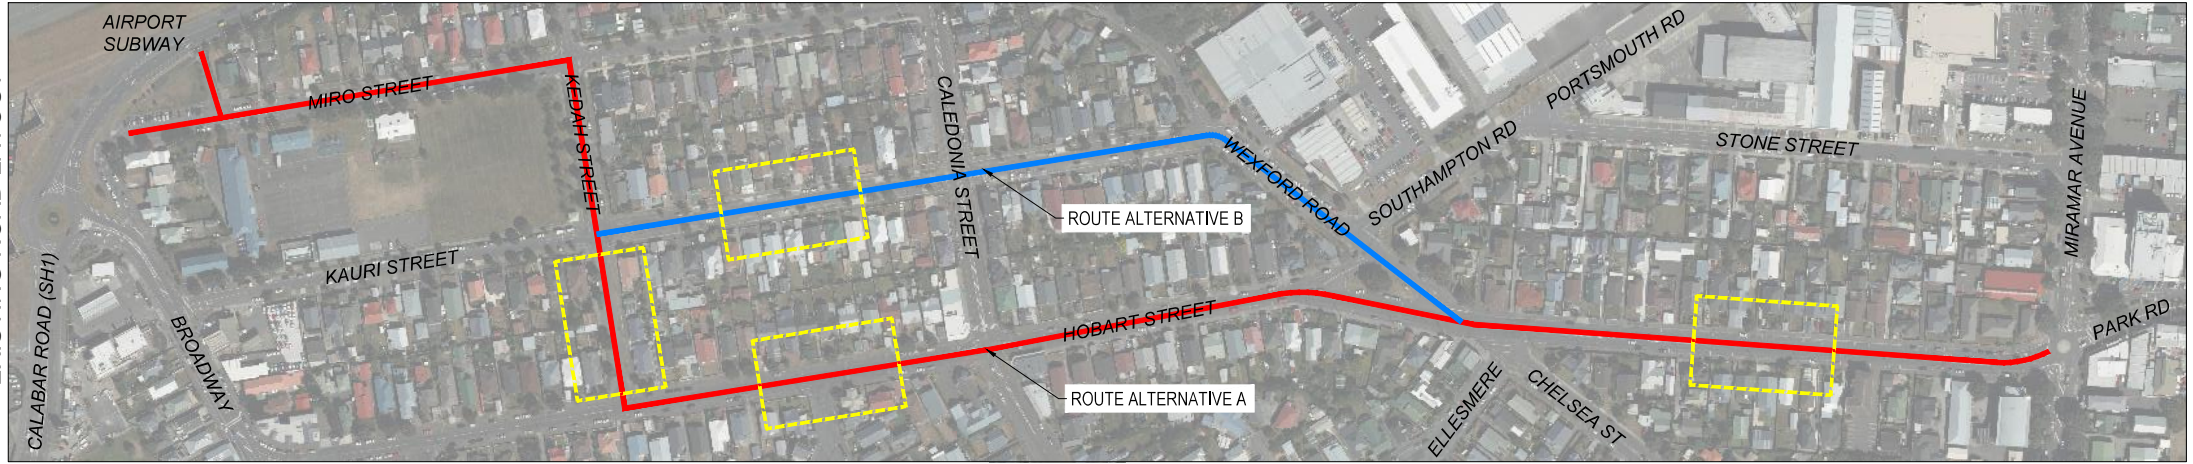 AIRPORT
SUBWAY
MIRO STREET
KEDAH STREET
KAURI STREET
CALABAR ROAD (SH1)
BROADWAY
CALEDONIA STREET
ROUTE ALTERNATIVE B
WEXFORD ROAD
HOBART STREET
ROUTE ALTERNATIVE A
SOUTHAMPTON RD
PORTSMOUTH RD
STONE STREET
MIRAMAR AVENUE
PARK RD
ELLESMERE
CHELSEA ST